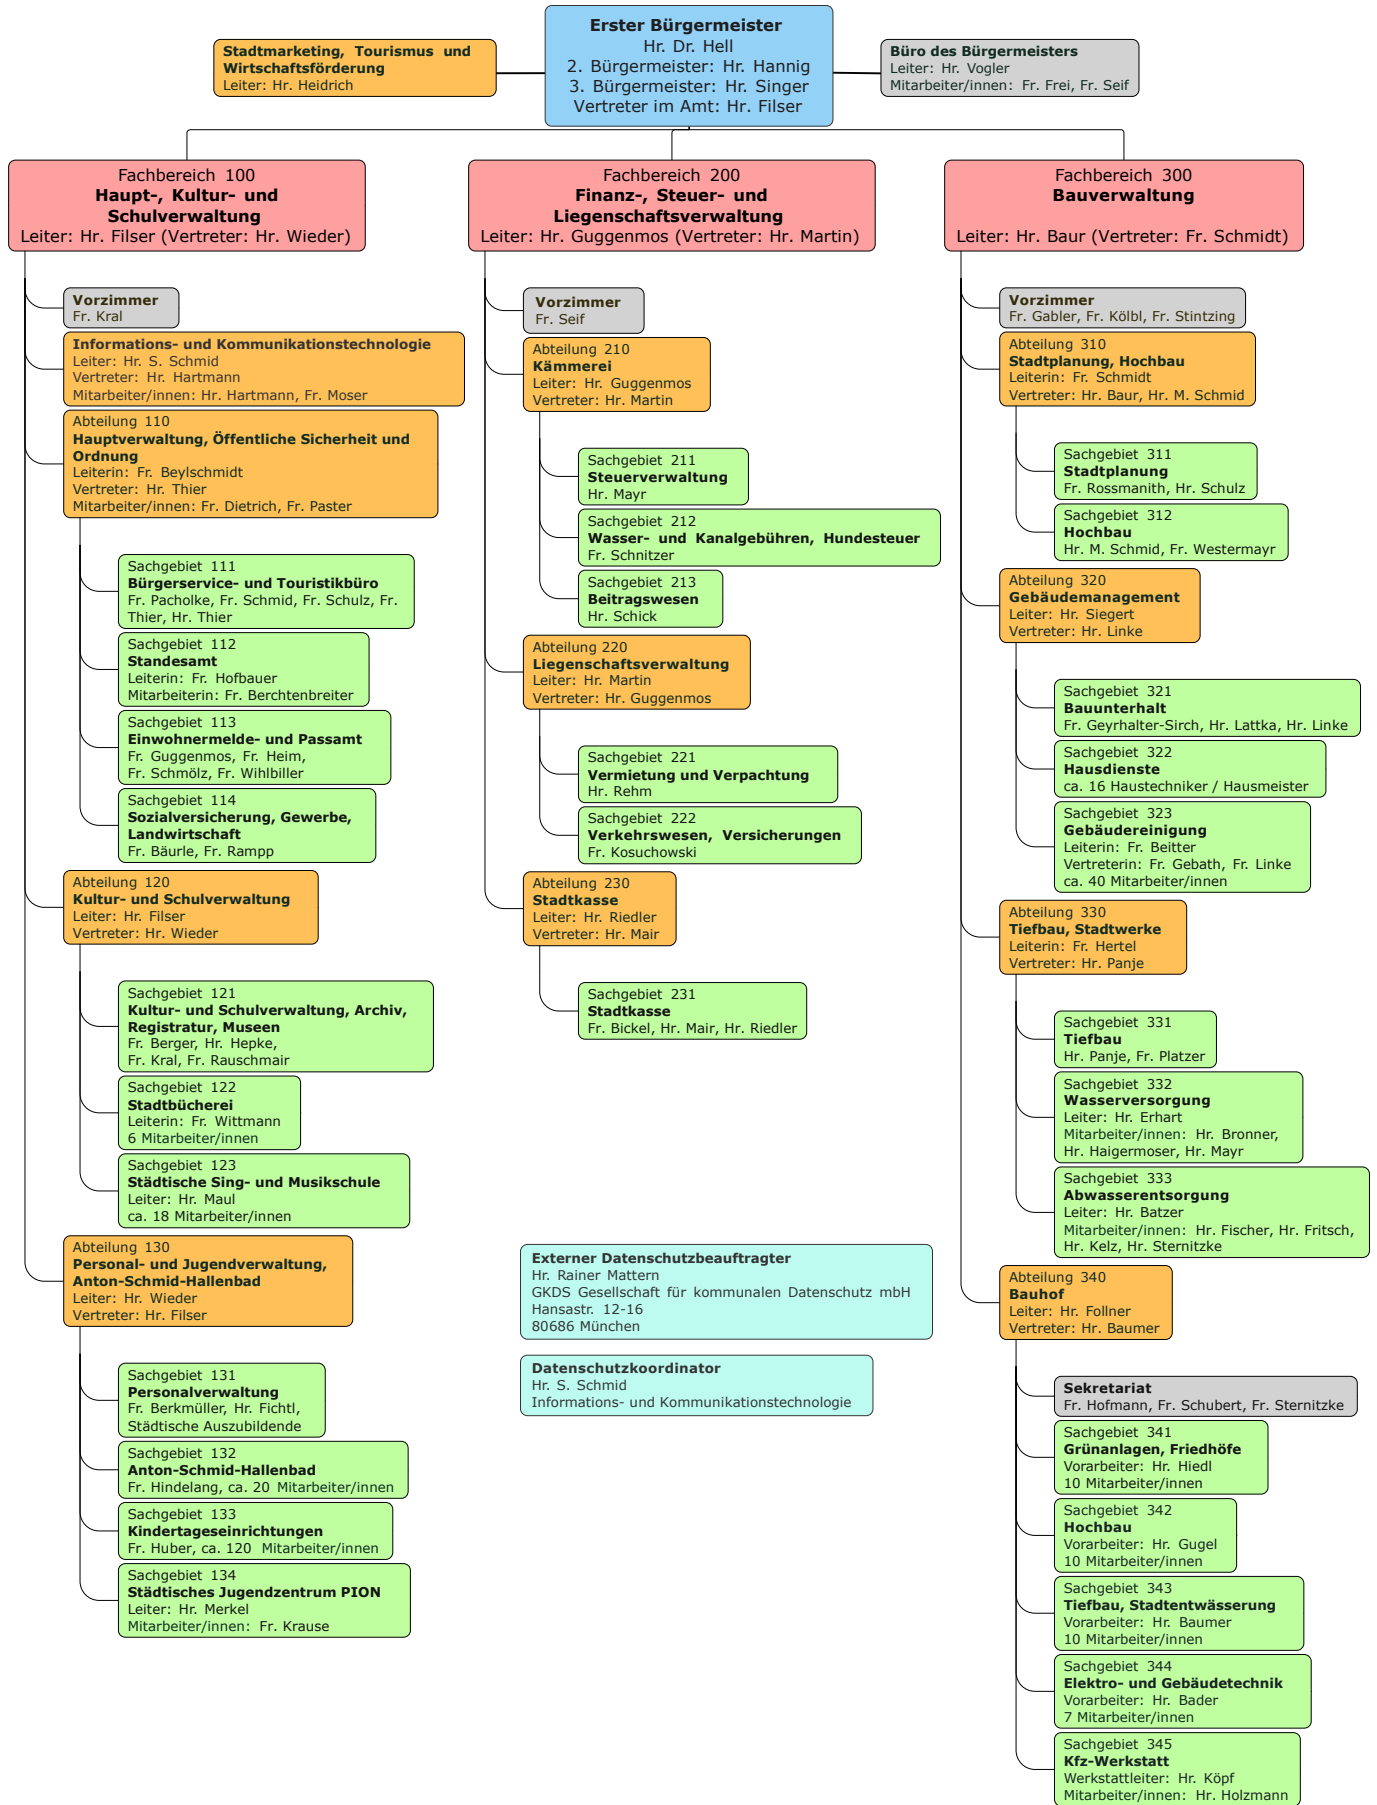 Erster Bürgermeister
Hr. Dr. Hell
2. Bürgermeister: Hr. Hannig
3. Bürgermeister: Hr. Singer
Vertreter im Amt: Hr. Filser
Stadtmarketing, Tourismus und
Wirtschaftsförderung
Leiter: Hr. Heidrich
Büro des Bürgermeisters
Leiter: Hr. Vogler
Mitarbeiter/innen: Fr. Frei, Fr. Seif
Fachbereich 100
Haupt-, Kultur- und
Schulverwaltung
Leiter: Hr. Filser (Vertreter: Hr. Wieder)
Vorzimmer
Fr. Kral
Informations- und Kommunikationstechnologie
Leiter: Hr. S. Schmid
Vertreter: Hr. Hartmann
Mitarbeiter/innen: Hr. Hartmann, Fr. Moser
Abteilung 110
Hauptverwaltung, Öffentliche Sicherheit und
Ordnung
Leiterin: Fr. Beylschmidt
Vertreter: Hr. Thier
Mitarbeiter/innen: Fr. Dietrich, Fr. Paster
Sachgebiet 111
Bürgerservice- und Touristikbüro
Fr. Pacholke, Fr. Schmid, Fr. Schulz, Fr.
Thier, Hr. Thier
Sachgebiet 112
Standesamt
Leiterin: Fr. Hofbauer
Mitarbeiterin: Fr. Berchtenbreiter
Sachgebiet 113
Einwohnermelde- und Passamt
Fr. Guggenmos, Fr. Heim,
Fr. Schmölz, Fr. Wihlbiller
Sachgebiet 114
Sozialversicherung, Gewerbe,
Landwirtschaft
Fr. Bäurle, Fr. Rampp
Abteilung 120
Kultur- und Schulverwaltung
Leiter: Hr. Filser
Vertreter: Hr. Wieder
Sachgebiet 121
Kultur- und Schulverwaltung, Archiv,
Registratur, Museen
Fr. Berger, Hr. Hepke,
Fr. Kral, Fr. Rauschmair
Sachgebiet 122
Stadtbücherei
Leiterin: Fr. Wittmann
6 Mitarbeiter/innen
Sachgebiet 123
Städtische Sing- und Musikschule
Leiter: Hr. Maul
ca. 18 Mitarbeiter/innen
Abteilung 130
Personal- und Jugendverwaltung,
Anton-Schmid-Hallenbad
Leiter: Hr. Wieder
Vertreter: Hr. Filser
Sachgebiet 131
Personalverwaltung
Fr. Berkmüller, Hr. Fichtl,
Städtische Auszubildende
Sachgebiet 132
Anton-Schmid-Hallenbad
Fr. Hindelang, ca. 20 Mitarbeiter/innen
Sachgebiet 133
Kindertageseinrichtungen
Fr. Huber, ca. 120 Mitarbeiter/innen
Sachgebiet 134
Städtisches Jugendzentrum PION
Leiter: Hr. Merkel
Mitarbeiter/innen: Fr. Krause
Fachbereich 200
Finanz-, Steuer- und
Liegenschaftsverwaltung
Leiter: Hr. Guggenmos (Vertreter: Hr. Martin)
Vorzimmer
Fr. Seif
Abteilung 210
Kämmerei
Leiter: Hr. Guggenmos
Vertreter: Hr. Martin
Sachgebiet 211
Steuerverwaltung
Hr. Mayr
Sachgebiet 212
Wasser- und Kanalgebühren, Hundesteuer
Fr. Schnitzer
Sachgebiet 213
Beitragswesen
Hr. Schick
Abteilung 220
Liegenschaftsverwaltung
Leiter: Hr. Martin
Vertreter: Hr. Guggenmos
Sachgebiet 221
Vermietung und Verpachtung
Hr. Rehm
Sachgebiet 222
Verkehrswesen, Versicherungen
Fr. Kosuchowski
Abteilung 230
Stadtkasse
Leiter: Hr. Riedler
Vertreter: Hr. Mair
Sachgebiet 231
Stadtkasse
Fr. Bickel, Hr. Mair, Hr. Riedler
Externer Datenschutzbeauftragter
Hr. Rainer Mattern
GKDS Gesellschaft für kommunalen Datenschutz mbH
Hansastr. 12-16
80686 München
Datenschutzkoordinator
Hr. S. Schmid
Informations- und Kommunikationstechnologie
Fachbereich 300
Bauverwaltung
Leiter: Hr. Baur (Vertreter: Fr. Schmidt)
Vorzimmer
Fr. Gabler, Fr. Kölbl, Fr. Stintzing
Abteilung 310
Stadtplanung, Hochbau
Leiterin: Fr. Schmidt
Vertreter: Hr. Baur, Hr. M. Schmid
Sachgebiet 311
Stadtplanung
Fr. Rossmanith, Hr. Schulz
Sachgebiet 312
Hochbau
Hr. M. Schmid, Fr. Westermayr
Abteilung 320
Gebäudemanagement
Leiter: Hr. Siegert
Vertreter: Hr. Linke
Sachgebiet 321
Bauunterhalt
Fr. Geyrhalter-Sirch, Hr. Lattka, Hr. Linke
Sachgebiet 322
Hausdienste
ca. 16 Haustechniker / Hausmeister
Sachgebiet 323
Gebäudereinigung
Leiterin: Fr. Beitter
Vertreterin: Fr. Gebath, Fr. Linke
ca. 40 Mitarbeiter/innen
Abteilung 330
Tiefbau, Stadtwerke
Leiterin: Fr. Hertel
Vertreter: Hr. Panje
Sachgebiet 331
Tiefbau
Hr. Panje, Fr. Platzer
Sachgebiet 332
Wasserversorgung
Leiter: Hr. Erhart
Mitarbeiter/innen: Hr. Bronner,
Hr. Haigermoser, Hr. Mayr
Sachgebiet 333
Abwasserentsorgung
Leiter: Hr. Batzer
Mitarbeiter/innen: Hr. Fischer, Hr. Fritsch,
Hr. Kelz, Hr. Sternitzke
Abteilung 340
Bauhof
Leiter: Hr. Follner
Vertreter: Hr. Baumer
Sekretariat
Fr. Hofmann, Fr. Schubert, Fr. Sternitzke
Sachgebiet 341
Grünanlagen, Friedhöfe
Vorarbeiter: Hr. Hiedl
10 Mitarbeiter/innen
Sachgebiet 342
Hochbau
Vorarbeiter: Hr. Gugel
10 Mitarbeiter/innen
Sachgebiet 343
Tiefbau, Stadtentwässerung
Vorarbeiter: Hr. Baumer
10 Mitarbeiter/innen
Sachgebiet 344
Elektro- und Gebäudetechnik
Vorarbeiter: Hr. Bader
7 Mitarbeiter/innen
Sachgebiet 345
Kfz-Werkstatt
Werkstattleiter: Hr. Köpf
Mitarbeiter/innen: Hr. Holzmann